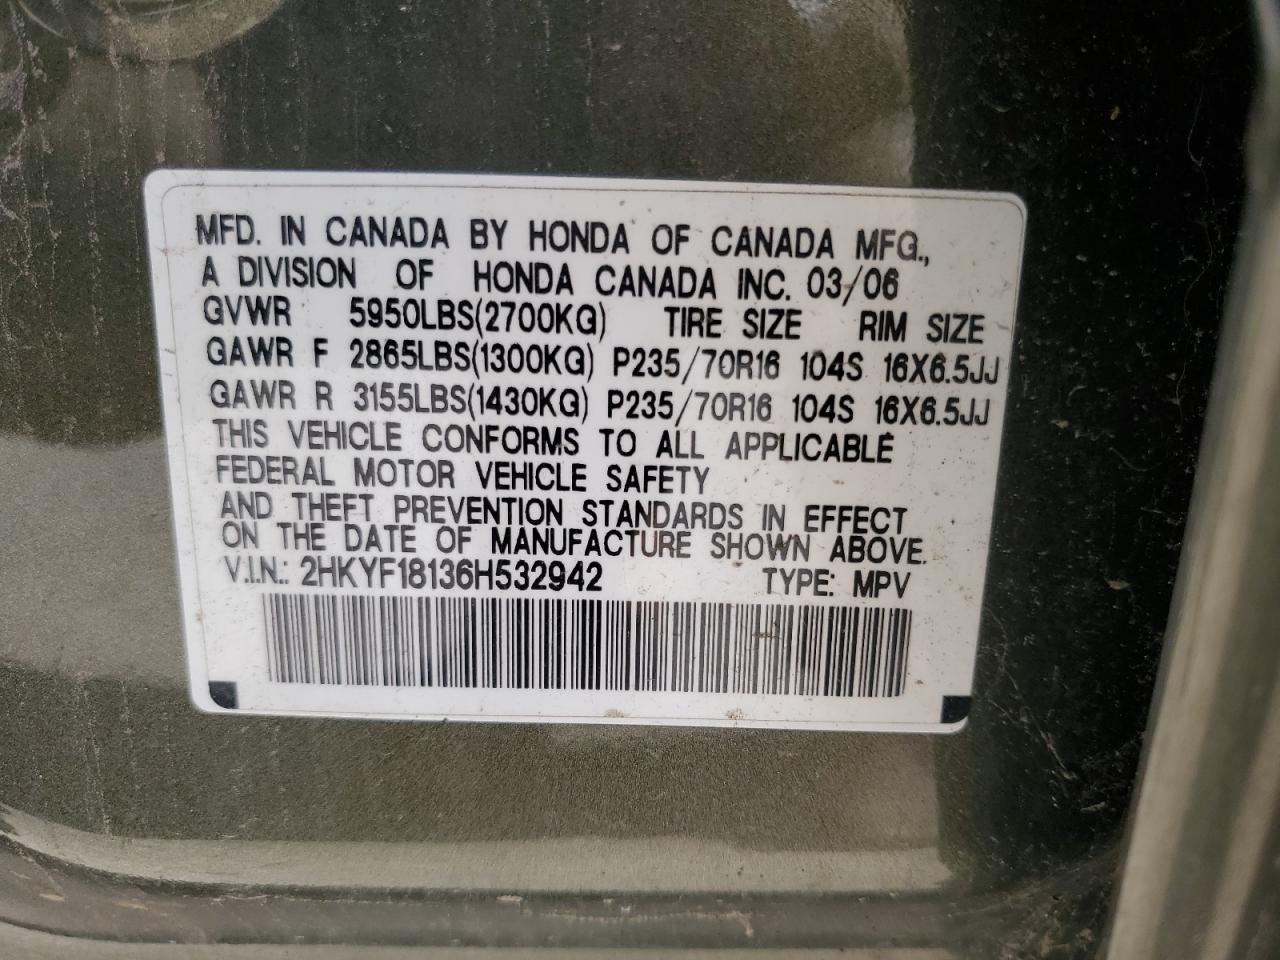 MFD. IN CANADA BY HONDA OF CANADA MFG.,
A DIVISION OF HONDA CANADA INC. 03/06
GVWR 5950LBS(2700KG) TIRE SIZE RIM SIZE
GAWR F 2865LBS(1300KG) P235/70R16 104S 16X6.5JJ
GAWR R 3155LBS(1430KG) P235/70R16 104S 16X6.5JJ
THIS VEHICLE CONFORMS TO ALL APPLICABLE
FEDERAL MOTOR VEHICLE SAFETY
AND THEFT PREVENTION STANDARDS IN EFFECT
ON THE DATE OF MANUFACTURE SHOWN ABOVE.
V.I.N.: 2HKYF18136H532942 TYPE: MPV